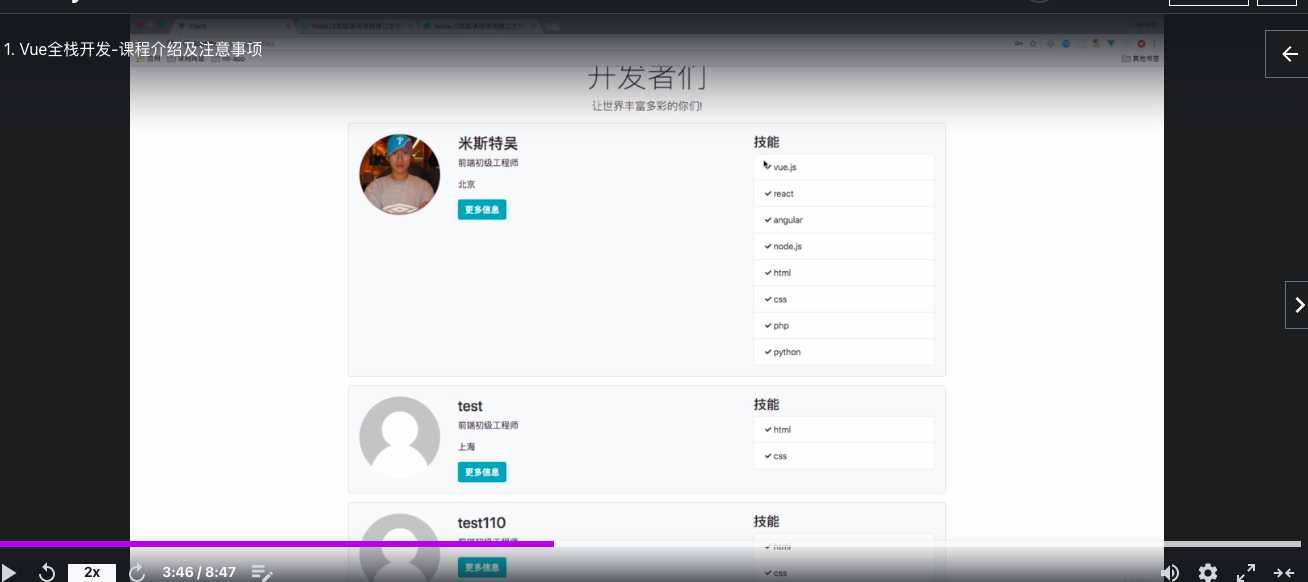 1. Vue全栈开发-课程介绍及注意事项
client
其他书签
开发者们
让世界丰富多彩的你们!
米斯特吴
前端初级工程师
北京
更多信息
技能
vue.js
react
angular
node.js
html
css
php
python
test
前端初级工程师
上海
更多信息
技能
html
css
test110
前端初级工程师
更多信息
技能
html
css
2x
3:46 / 8:47